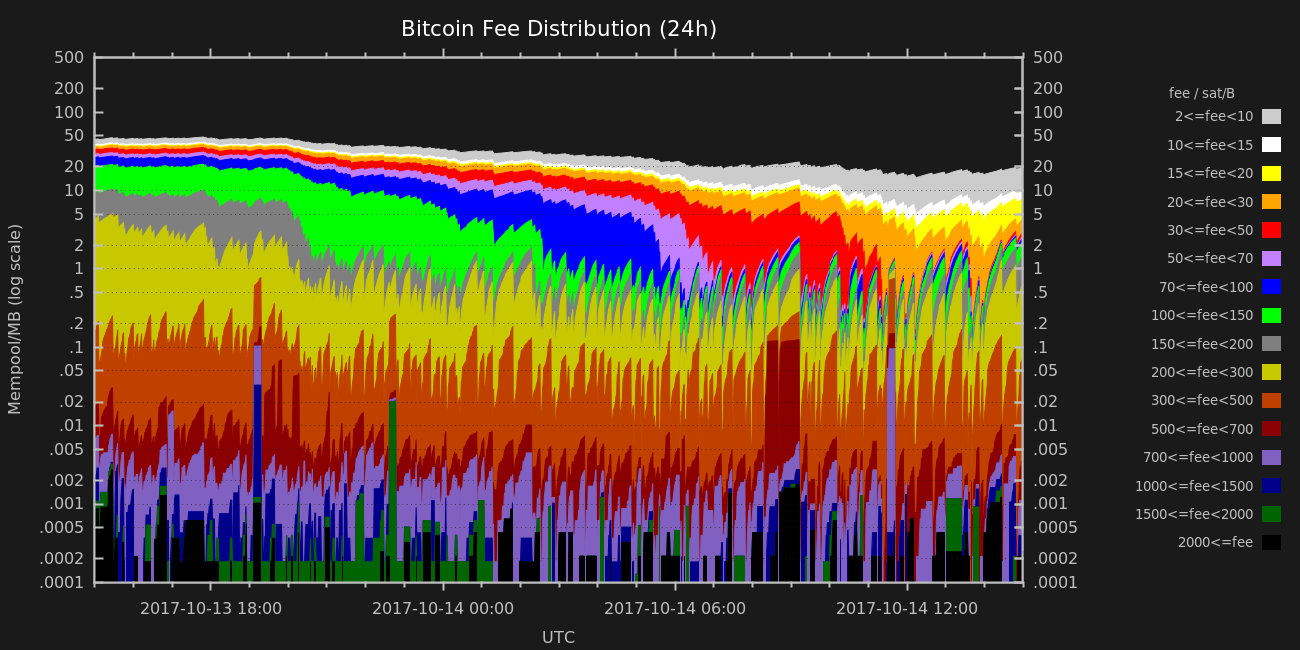 Bitcoin Fee Distribution (24h)
500 500
200 200
100 100
50 50
20 20
10 10
5 5
2 2
1 1
.5 .5
.2 .2
.1 .1
.05 .05
.02 .02
.01 .01
.005 .005
.002 .002
.001 .001
.0005 .0005
.0002 .0002
.0001 .0001
Mempool/MB (log scale)
2017-10-13 18:00 2017-10-14 00:00 2017-10-14 06:00 2017-10-14 12:00
UTC
fee / sat/B
2<=fee<10
10<=fee<15
15<=fee<20
20<=fee<30
30<=fee<50
50<=fee<70
70<=fee<100
100<=fee<150
150<=fee<200
200<=fee<300
300<=fee<500
500<=fee<700
700<=fee<1000
1000<=fee<1500
1500<=fee<2000
2000<=fee